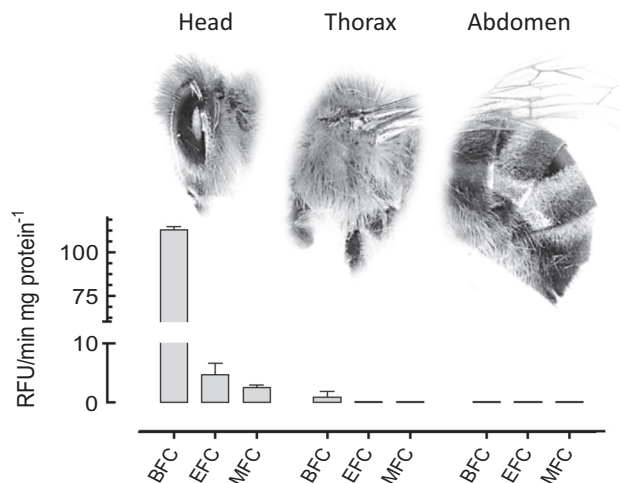 Head Thorax Abdomen
RFU/min mg protein-1
100
75
10
0
BFC EFC MFC BFC EFC MFC BFC EFC MFC